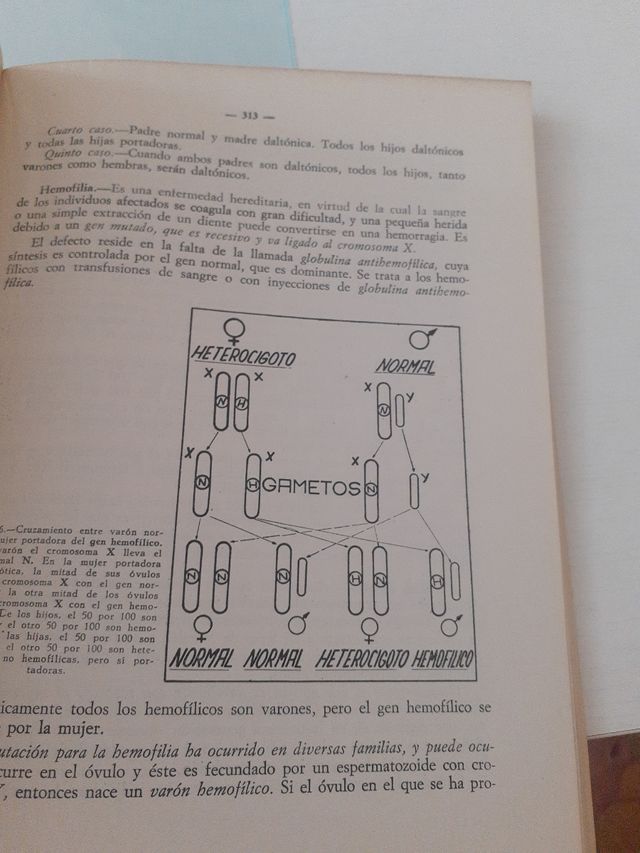 — 313 —
Cuarto caso.—Padre normal y madre daltónica. Todos los hijos daltónicos
y todas las hijas portadoras.
Quinto caso.—Cuando ambos padres son daltónicos, todos los hijos, tanto
varones como hembras, serán daltónicos.
Hemofilia.—Es una enfermedad hereditaria, en virtud de la cual la sangre
de los individuos afectados se coagula con gran dificultad, y una pequeña herida
o una simple extracción de un diente puede convertirse en una hemorragia. Es
debido a un gen mutado, que es recesivo y va ligado al cromosoma X.
El defecto reside en la falta de la llamada globulina antihemofílica, cuya
síntesis es controlada por el gen normal, que es dominante. Se trata a los hemo-
fílicos con transfusiones de sangre o con inyecciones de globulina antihemo-
fílica.
♀ ♂
HETEROCIGOTO NORMAL
X X X Y
N H N
X X X Y
N H GAMETOS N
N N N H N H
♀ ♂ ♀ ♂
NORMAL NORMAL HETEROCIGOTO HEMOFILICO
6.—Cruzamiento entre varón nor-
ujer portadora del gen hemofílico.
varón el cromosoma X lleva el
mal N. En la mujer portadora
ótica, la mitad de sus óvulos
cromosoma X con el gen nor-
la otra mitad de los óvulos
cromosoma X con el gen hemo-
De los hijos, el 50 por 100 son
y el otro 50 por 100 son hemo-
las hijas, el 50 por 100 son
el otro 50 por 100 son hete-
no hemofílicas, pero sí por-
tadoras.
icamente todos los hemofílicos son varones, pero el gen hemofílico se
por la mujer.
utación para la hemofilia ha ocurrido en diversas familias, y puede ocu-
curre en el óvulo y éste es fecundado por un espermatozoide con cro-
Y, entonces nace un varón hemofílico. Si el óvulo en el que se ha pro-